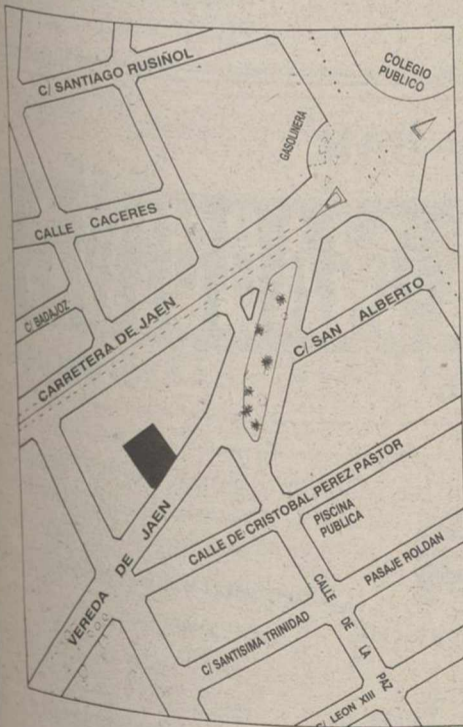 C/ SANTIAGO RUSIÑOL
COLEGIO
PUBLICO
GASOLINERA
CALLE CACERES
C/ BADAJOZ
CARRETERA DE JAEN
C/ SAN ALBERTO
VEREDA DE JAEN
CALLE DE CRISTOBAL PEREZ PASTOR
PISCINA
PUBLICA
PASAJE ROLDAN
CALLE DE LA PAZ
C/ SANTISIMA TRINIDAD
C/ LEON XIII